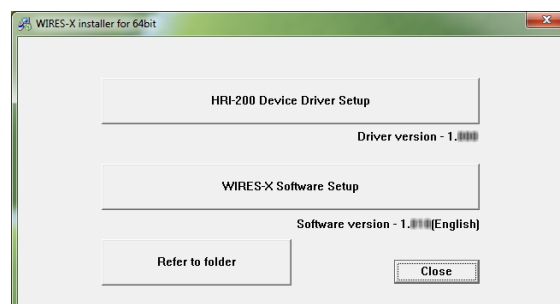 WIRES-X installer for 64bit
HRI-200 Device Driver Setup
Driver version - 1.
WIRES-X Software Setup
Software version - 1. (English)
Refer to folder
Close